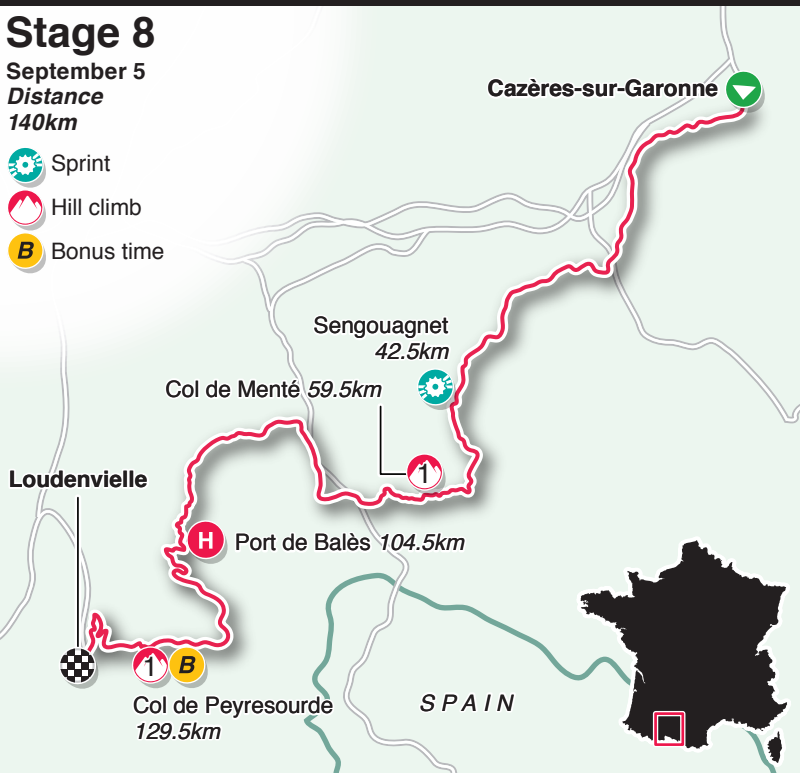 Stage 8
September 5
Distance
140km
Sprint
Hill climb
B Bonus time
Cazères-sur-Garonne
Sengouagnet
42.5km
Col de Menté 59.5km
1
Loudenvielle
H Port de Balès 104.5km
1 B
Col de Peyresourde
129.5km
SPAIN